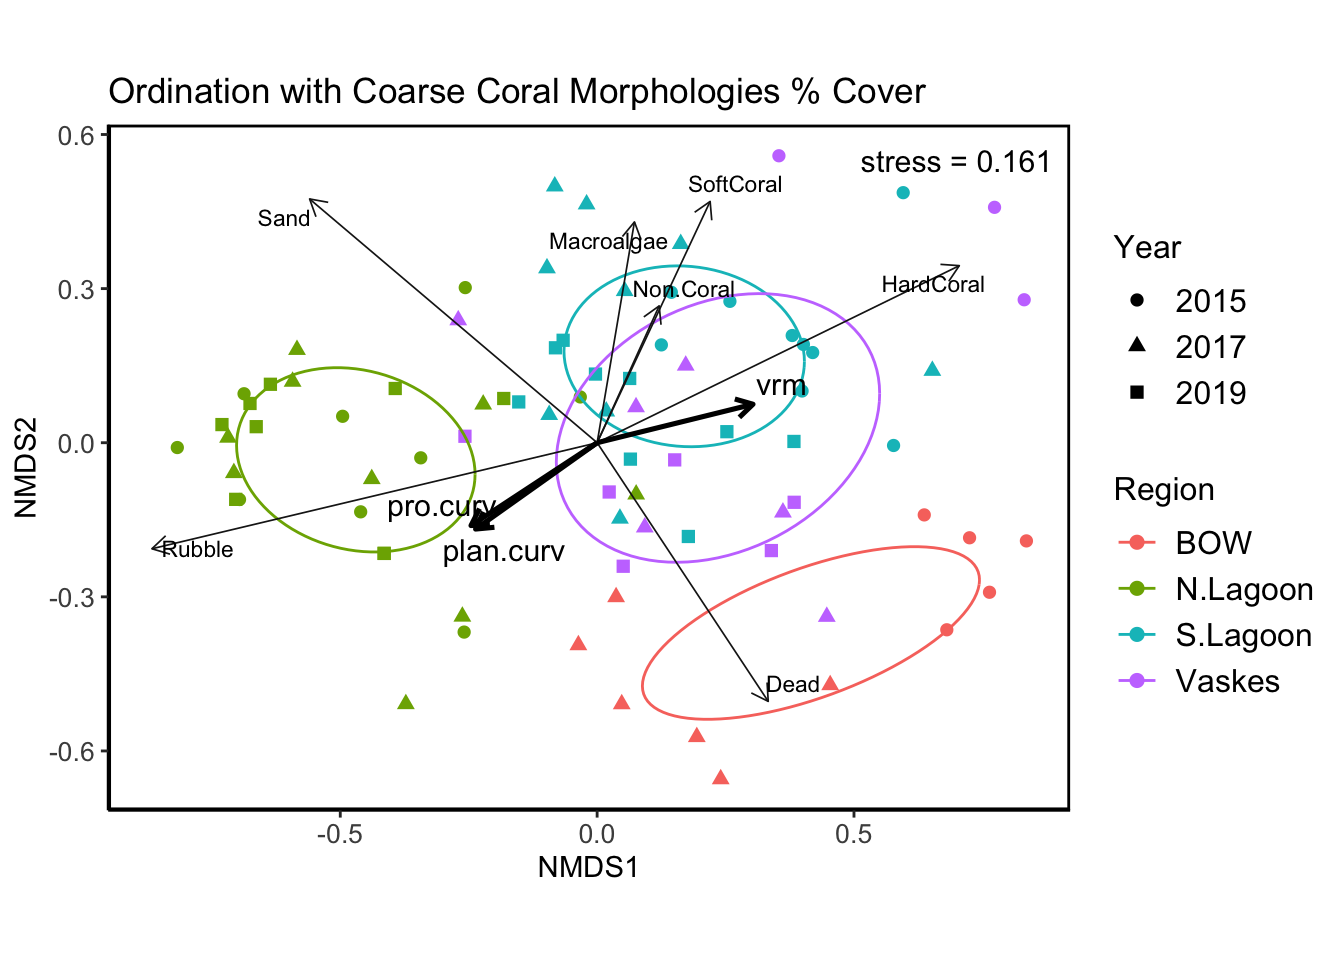 Ordination with Coarse Coral Morphologies % Cover
0.6
0.3
0.0
-0.3
-0.6
NMDS2
stress = 0.161
SoftCoral
Sand
Macroalgae
HardCoral
Non.Coral
vrm
pro.curv
plan.curv
Rubble
Dead
-0.5
0.0
0.5
NMDS1
Year
2015
2017
2019
Region
BOW
N.Lagoon
S.Lagoon
Vaskes